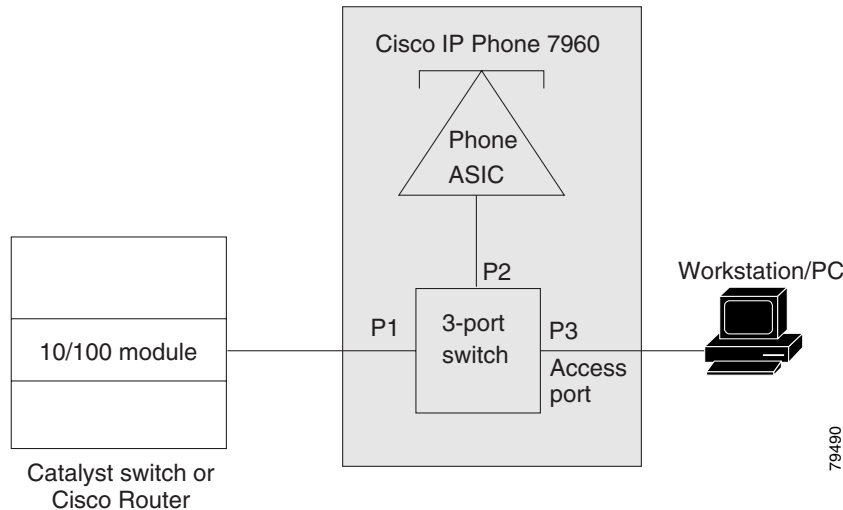 Cisco IP Phone 7960
Phone
ASIC
P2
Workstation/PC
P1
3-port
switch
P3
10/100 module
Access
port
Catalyst switch or
Cisco Router
79490